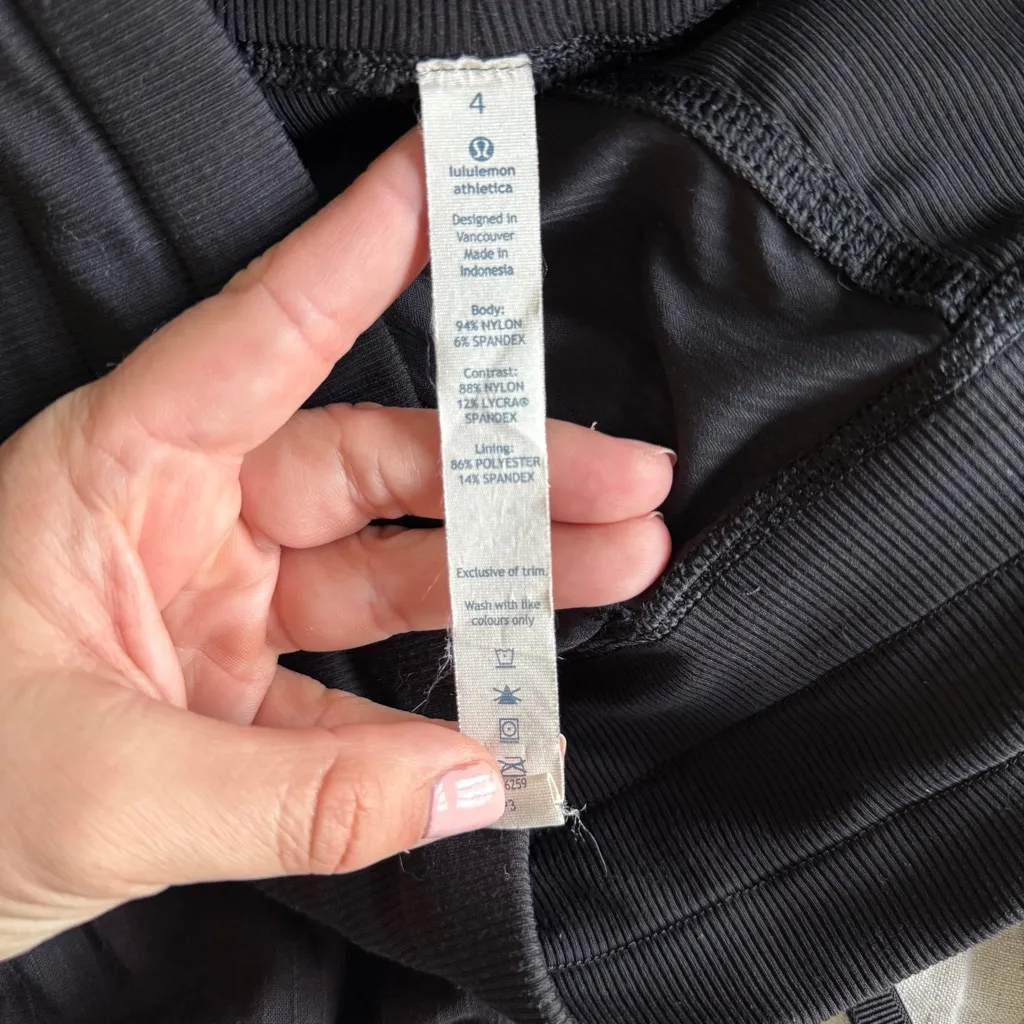 4
lululemon
athletica
Designed in
Vancouver
Made in
Indonesia
Body:
94% NYLON
6% SPANDEX
Contrast:
88% NYLON
12% LYCRA®
SPANDEX
Lining:
86% POLYESTER
14% SPANDEX
Exclusive of trim
Wash with like
colours only
6259